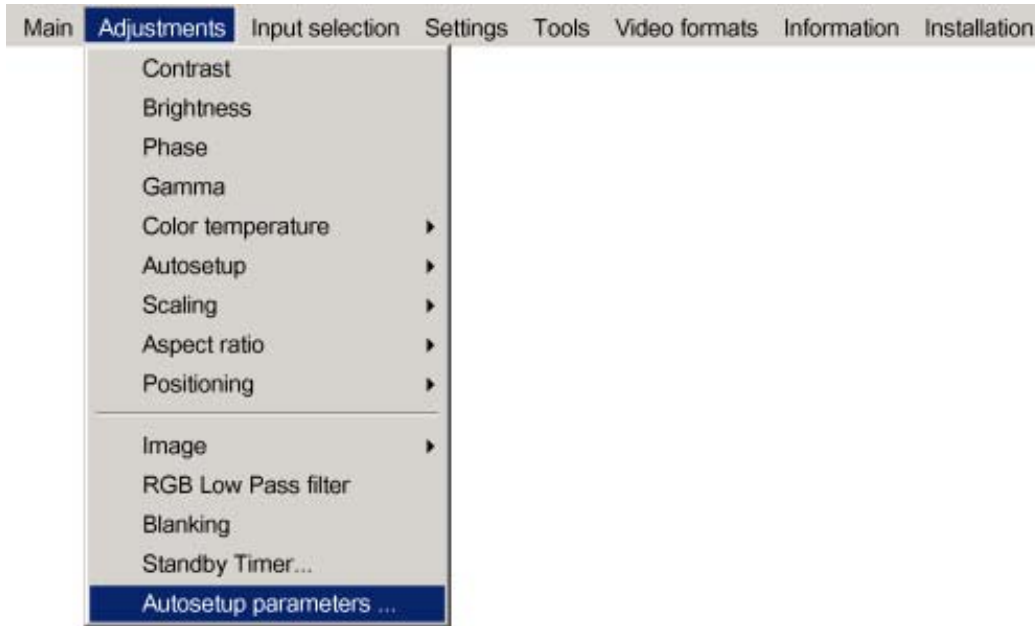 Main Adjustments Input selection Settings Tools Video formats Information Installation
Contrast
Brightness
Phase
Gamma
Color temperature
Autosetup
Scaling
Aspect ratio
Positioning
Image
RGB Low Pass filter
Blanking
Standby Timer...
Autosetup parameters ...